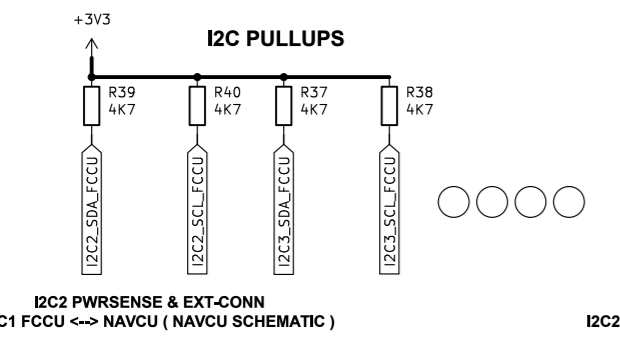 +3V3
I2C PULLUPS
R39 R40 R37 R38
4K7 4K7 4K7 4K7
I2C2_SDA_FCCU I2C2_SCL_FCCU I2C3_SDA_FCCU I2C3_SCL_FCCU
I2C2 PWRSENSE & EXT-CONN
C1 FCCU <--> NAVCU ( NAVCU SCHEMATIC ) I2C2